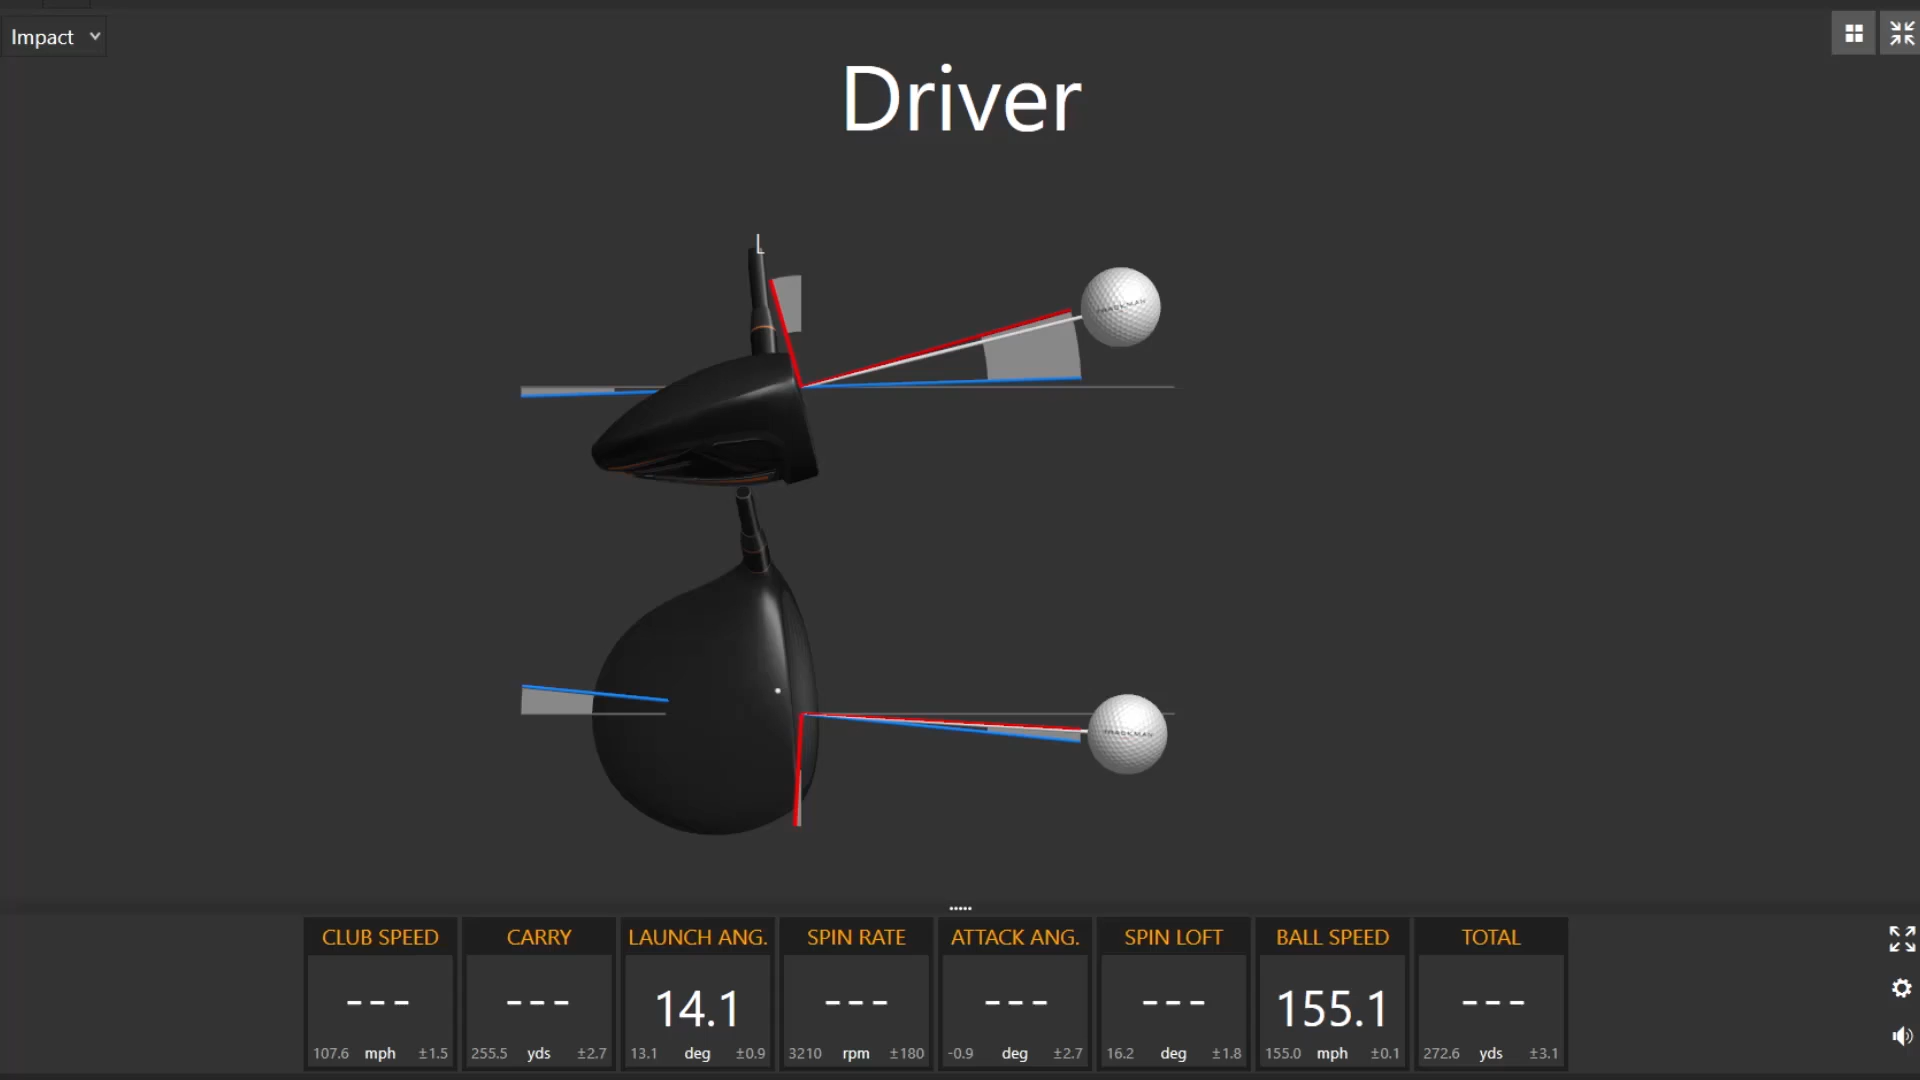 Impact
Driver
L
TRACKMAN
TRACKMAN
CLUB SPEED CARRY LAUNCH ANG. SPIN RATE ATTACK ANG. SPIN LOFT BALL SPEED TOTAL
--- --- 14.1 --- --- --- 155.1 ---
107.6 mph ±1.5 255.5 yds ±2.7 13.1 deg ±0.9 3210 rpm ±180 -0.9 deg ±2.7 16.2 deg ±1.8 155.0 mph ±0.1 272.6 yds ±3.1